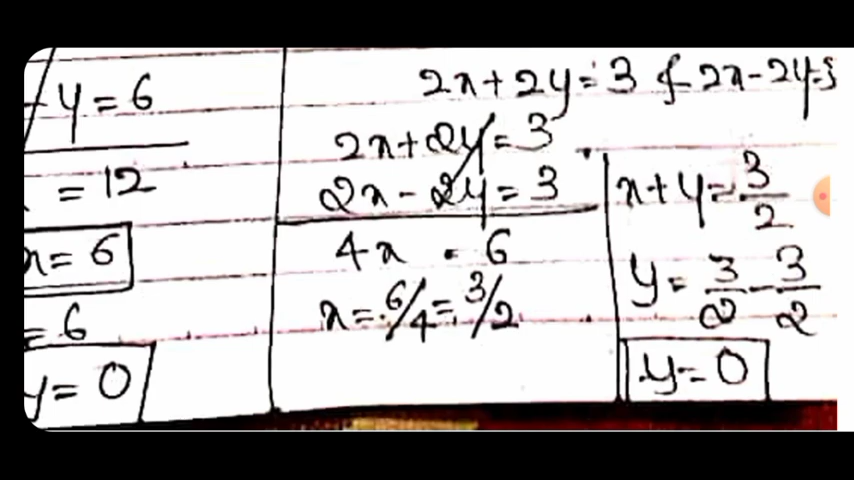 - y = 6
= 12
x = 6
= 6
y = 0
2x + 2y = 3 & 2x - 2y = 3
2x + 2y = 3
2x - 2y = 3
4x = 6
x = 6/4 = 3/2
x + y = 3/2
y = 3/2 - 3/2
y = 0